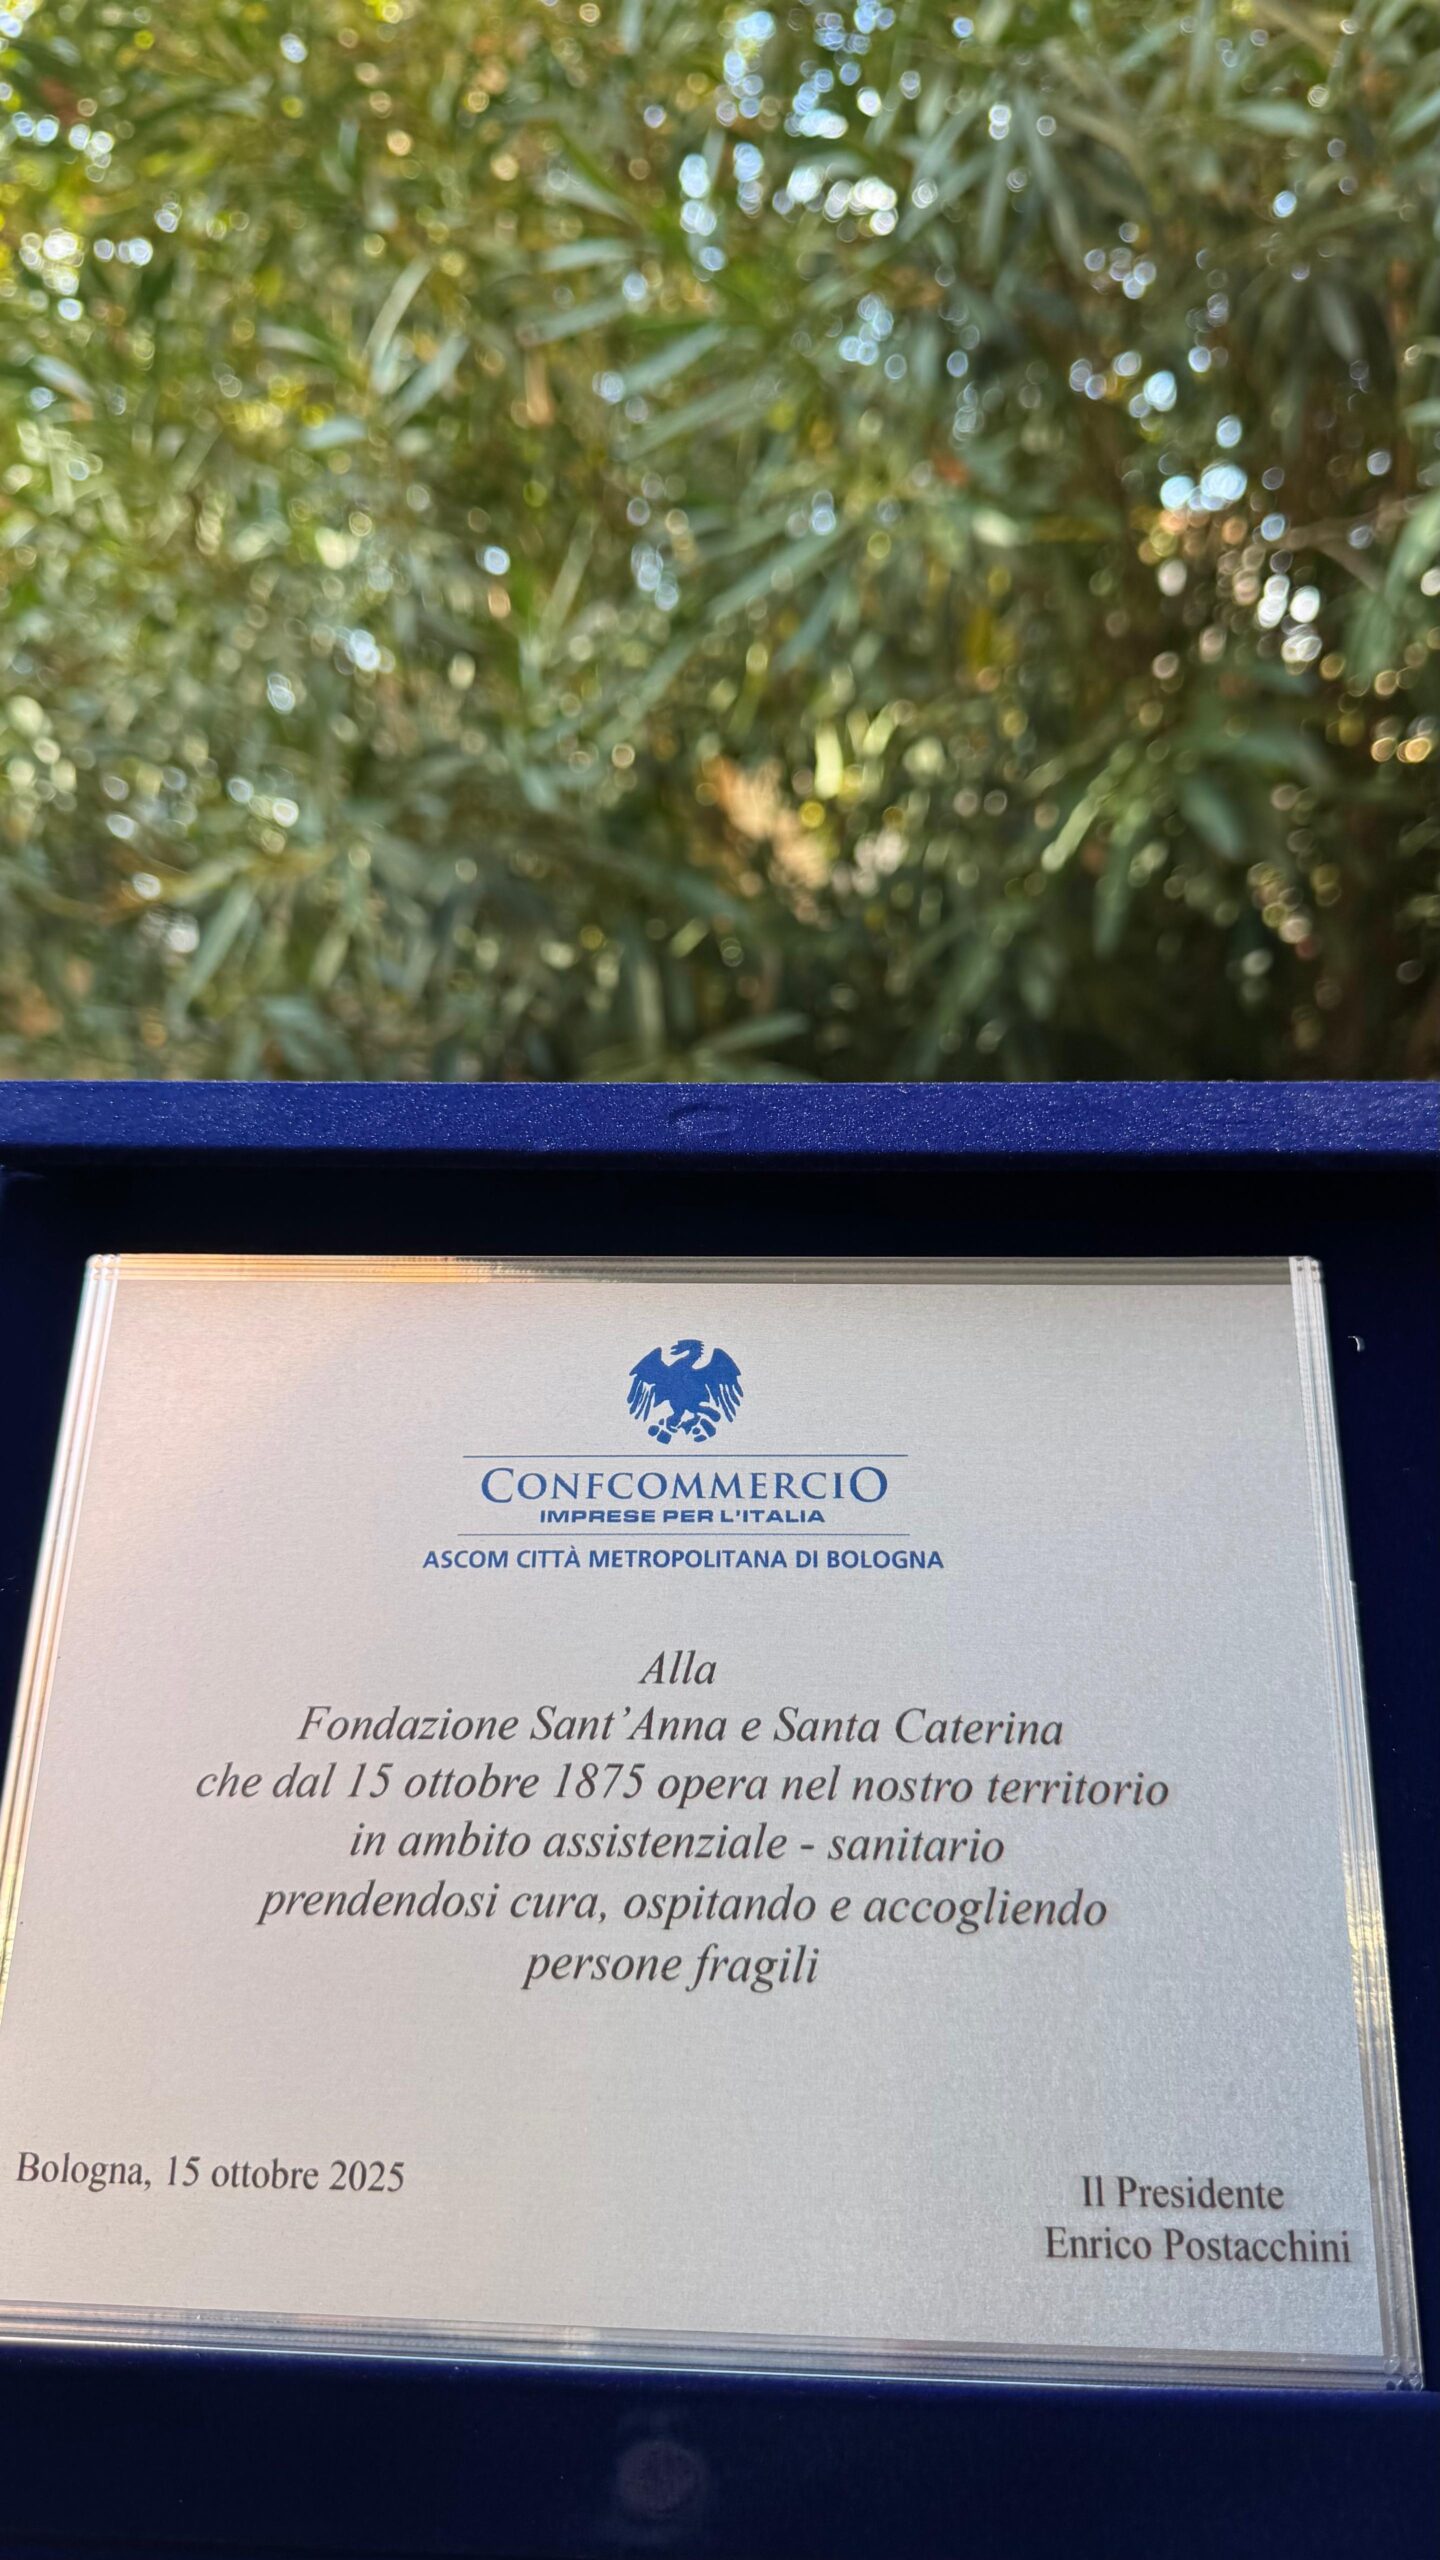 CONFCOMMERCIO
IMPRESE PER L'ITALIA
ASCOM CITTÀ METROPOLITANA DI BOLOGNA
Alla
Fondazione Sant'Anna e Santa Caterina
che dal 15 ottobre 1875 opera nel nostro territorio
in ambito assistenziale - sanitario
prendendosi cura, ospitando e accogliendo
persone fragili
Bologna, 15 ottobre 2025
Il Presidente
Enrico Postacchini